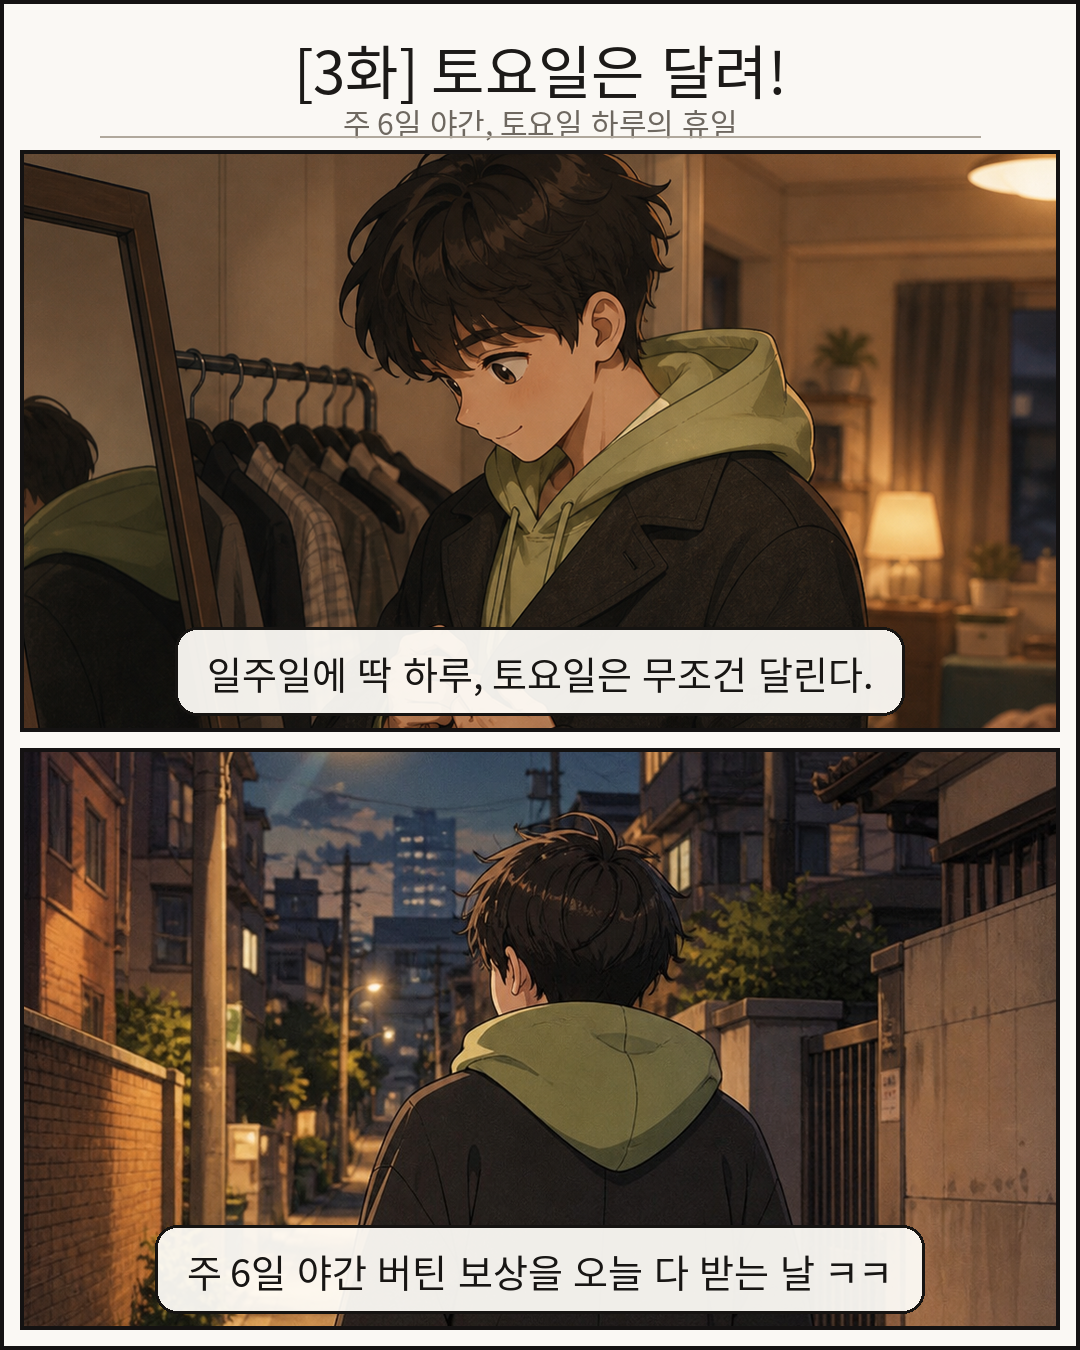 [3화] 토요일은 달려!
주 6일 야간, 토요일 하루의 휴일
일주일에 딱 하루, 토요일은 무조건 달린다.
주 6일 야간 버틴 보상을 오늘 다 받는 날 ㅋㅋ